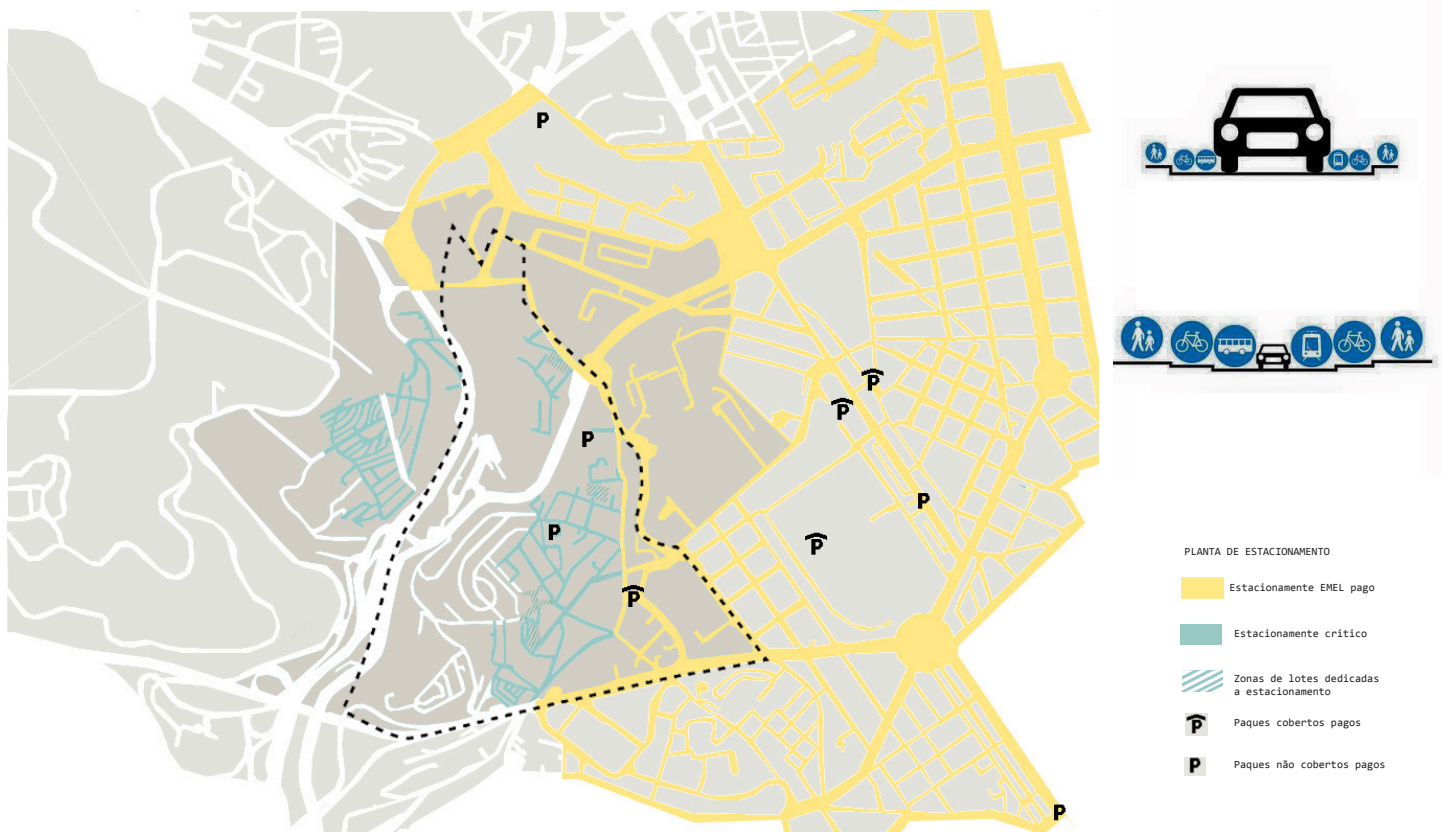 P
P
P
P
P
P
P
P
P
PLANTA DE ESTACIONAMENTO
Estacionamente EMEL pago
Estacionamente critico
Zonas de lotes dedicadas
a estacionamento
P Paques cobertos pagos
P Paques não cobertos pagos